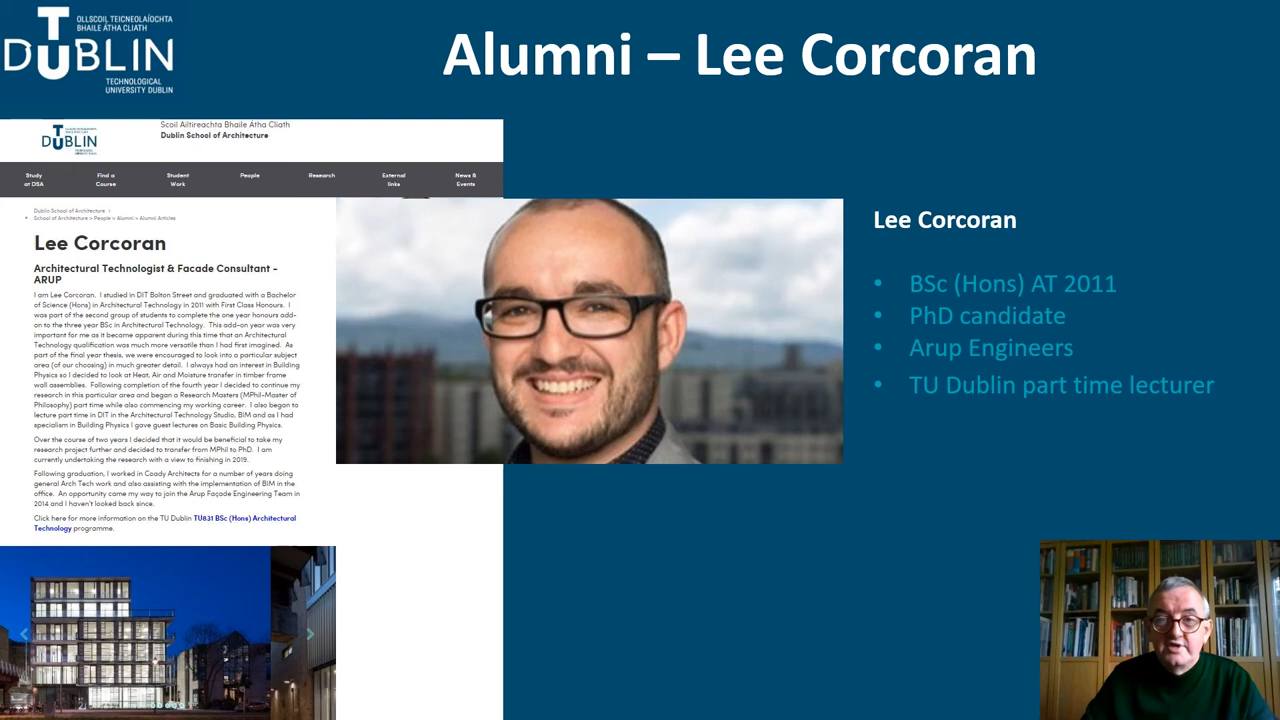 OLLSCOIL TEICNEOLAÍOCHTA
BHAILE ÁTHA CLIATH
TU DUBLIN
TECHNOLOGICAL
UNIVERSITY DUBLIN
Alumni – Lee Corcoran
Scoil Ailtireachta Bhaile Átha Cliath
Dublin School of Architecture
TU DUBLIN
Study at DSA
Find a Course
Student Work
People
Research
External links
News & Events
Dublin School of Architecture
School of Architecture > People > Alumni > Alumni Articles
Lee Corcoran
Architectural Technologist & Facade Consultant -
ARUP
I am Lee Corcoran. I studied in DIT Bolton Street and graduated with a Bachelor
of Science (Hons) in Architectural Technology in 2011 with First Class Honours. I
was part of the second group of students to complete the one year honours add-
on to the three year BSc in Architectural Technology. This add-on year was very
important for me as it became apparent during this time that an Architectural
Technology qualification was much more versatile than I had first imagined. As
part of the final year thesis, we were encouraged to look into a particular subject
area (of our choosing) in much greater detail. I always had an interest in Building
Physics so I decided to look at Heat, Air and Moisture transfer in timber frame
wall assemblies. Following completion of the fourth year I decided to continue my
research in this particular area and began a Research Masters (MPhil-Master of
Philosophy) part time while also commencing my working career. I also began to
lecture part time in DIT in the Architectural Technology Studio, BIM and as I had
specialism in Building Physics I gave guest lectures on Basic Building Physics.
Over the course of two years I decided that it would be beneficial to take my
research project further and decided to transfer from MPhil to PhD. I am
currently undertaking the research with a view to finishing in 2019.
Following graduation, I worked in Coady Architects for a number of years doing
general Arch Tech work and also assisting with the implementation of BIM in the
office. An opportunity came my way to join the Arup Façade Engineering Team in
2014 and I haven't looked back since.
Click here for more information on the TU Dublin TU831 BSc (Hons) Architectural
Technology programme.
Lee Corcoran
• BSc (Hons) AT 2011
• PhD candidate
• Arup Engineers
• TU Dublin part time lecturer